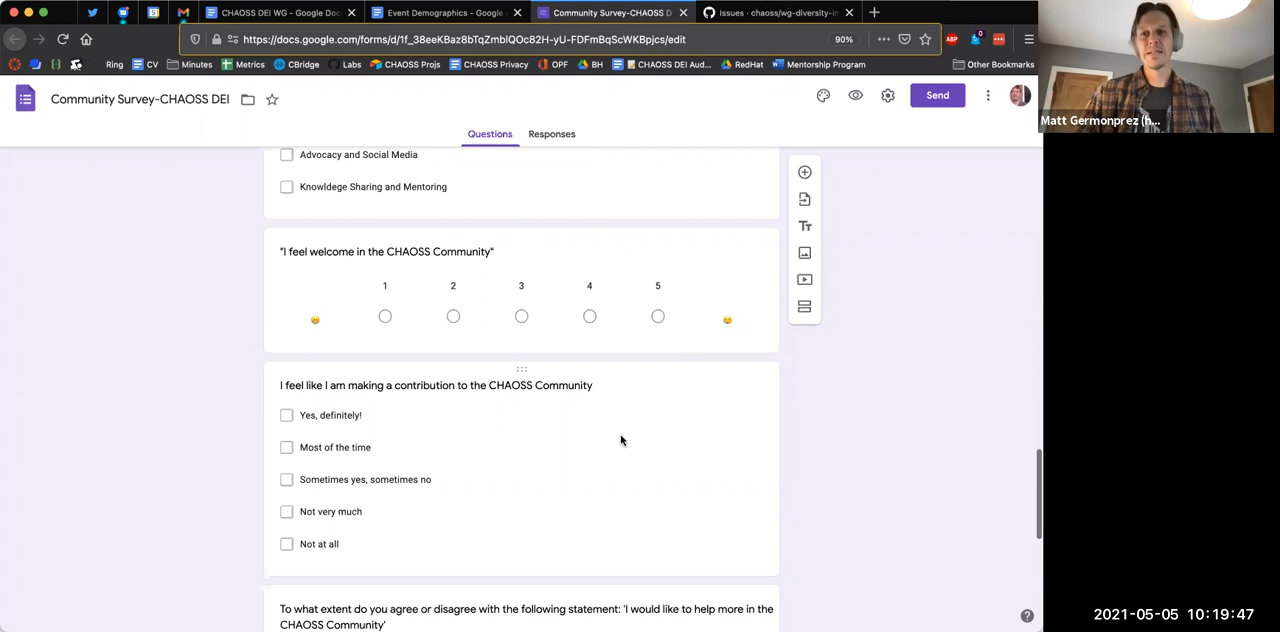 CHAOSS DEI WG - Google Doc
Event Demographics - Google
Community Survey-CHAOSS D
Issues · chaoss/wg-diversity-in
https://docs.google.com/forms/d/1f_38eeKBaz8bTqZmblQOc82H-yU-FDFmBqScWKBpjcs/edit
90%
ABP
0
Ring
CV
Minutes
Metrics
CBridge
Labs
CHAOSS Projs
CHAOSS Privacy
OPF
BH
CHAOSS DEI Aud...
RedHat
Mentorship Program
Other Bookmarks
Matt Germonprez (h...
Community Survey-CHAOSS DEI
Send
Questions
Responses
Advocacy and Social Media
Knowldege Sharing and Mentoring
"I feel welcome in the CHAOSS Community"
1 2 3 4 5
I feel like I am making a contribution to the CHAOSS Community
Yes, definitely!
Most of the time
Sometimes yes, sometimes no
Not very much
Not at all
To what extent do you agree or disagree with the following statement: 'I would like to help more in the
CHAOSS Community'
2021-05-05 10:19:47